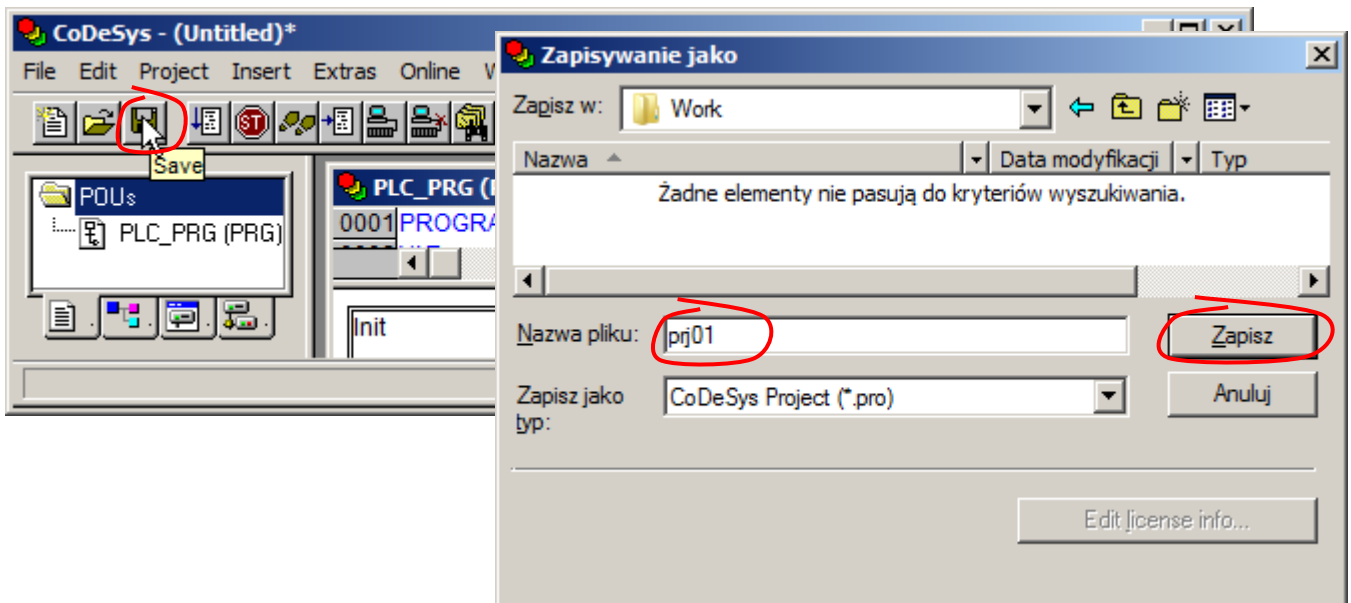 CoDeSys - (Untitled)*
File Edit Project Insert Extras Online
ST
Save
POUs
PLC_PRG (PRG)
PLC_PRG (
0001 PROGRA
Init
Zapisywanie jako
Zapisz w: Work
Nazwa Data modyfikacji Typ
Żadne elementy nie pasują do kryteriów wyszukiwania.
Nazwa pliku: prj01 Zapisz
Zapisz jako typ: CoDeSys Project (*.pro) Anuluj
Edit license info...